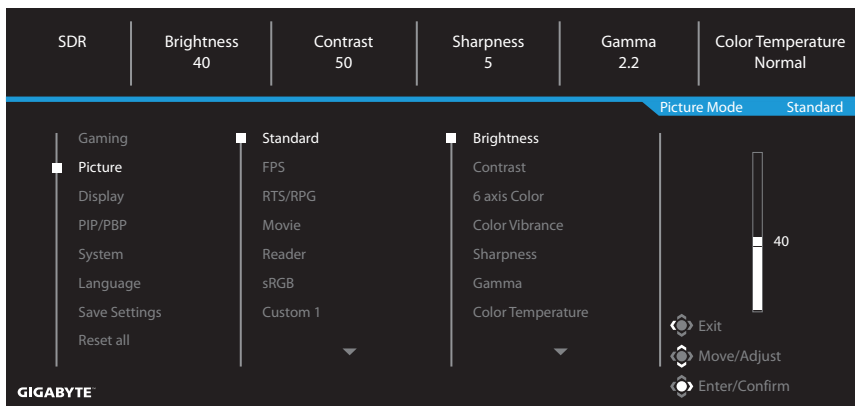 SDR Brightness Contrast Sharpness Gamma Color Temperature
40 50 5 2.2 Normal
Picture Mode Standard
Gaming Standard Brightness
Picture FPS Contrast
Display RTS/RPG 6 axis Color
PIP/PBP Movie Color Vibrance
40
System Reader Sharpness
Language sRGB Gamma
Save Settings Custom 1 Color Temperature
Exit
Reset all
Move/Adjust
GIGABYTE™
Enter/Confirm